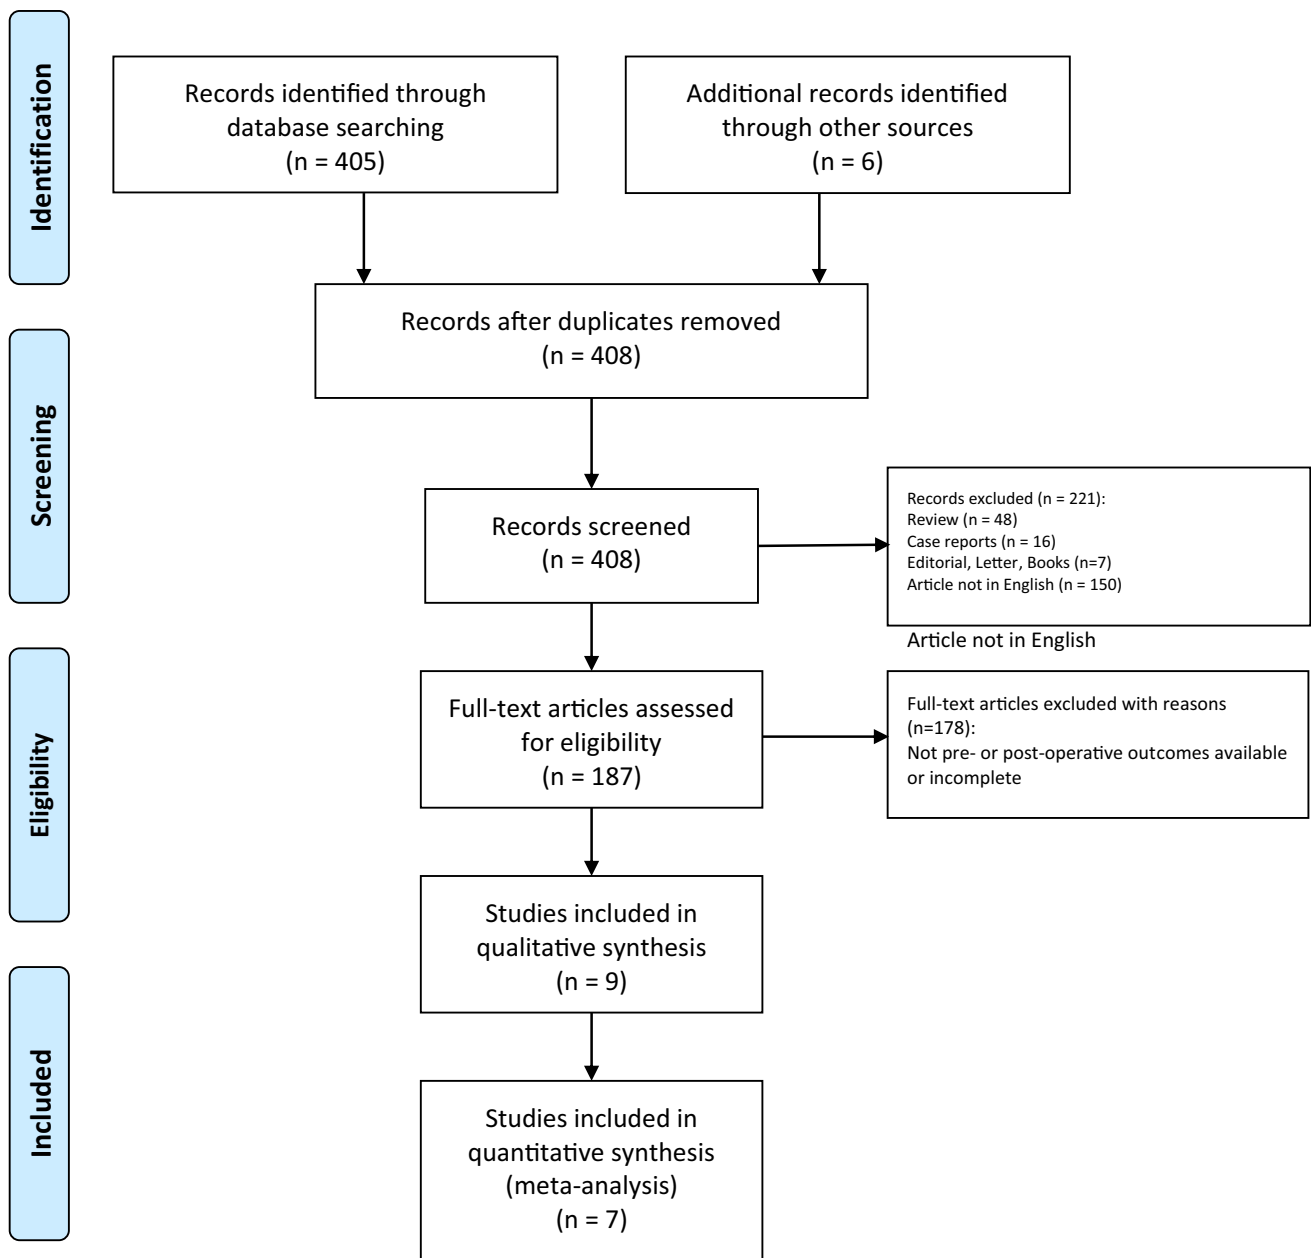 Identification
Records identified through
database searching
(n = 405)
Additional records identified
through other sources
(n = 6)
Records after duplicates removed
(n = 408)
Screening
Records screened
(n = 408)
Records excluded (n = 221):
Review (n = 48)
Case reports (n = 16)
Editorial, Letter, Books (n=7)
Article not in English (n = 150)
Article not in English
Eligibility
Full-text articles assessed
for eligibility
(n = 187)
Full-text articles excluded with reasons
(n=178):
Not pre- or post-operative outcomes available
or incomplete
Studies included in
qualitative synthesis
(n = 9)
Included
Studies included in
quantitative synthesis
(meta-analysis)
(n = 7)